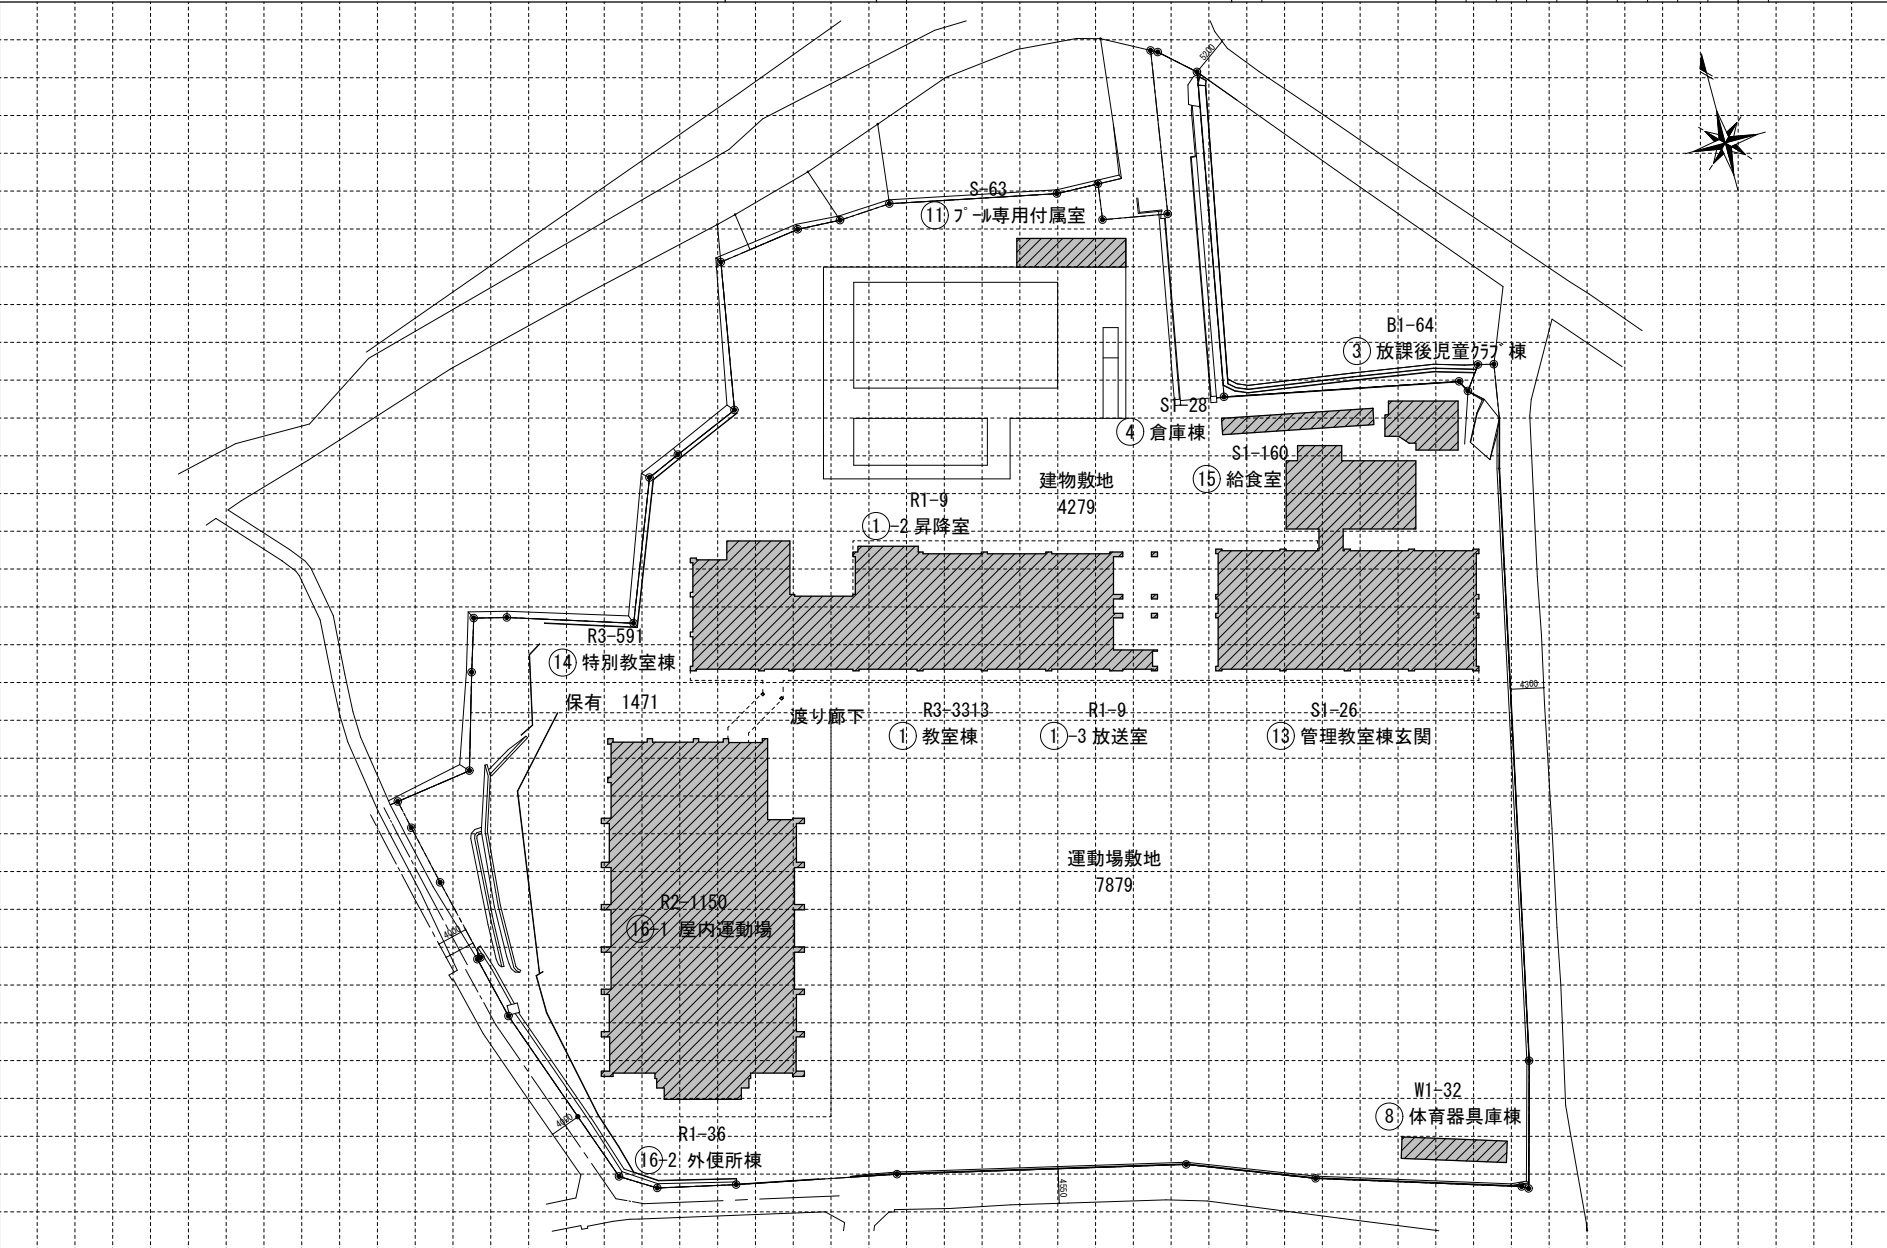 5200
S-63
⑪ プール専用付属室
B1-64
③ 放課後児童クラブ棟
S1-28
④ 倉庫棟
S1-160
⑮ 給食室
建物敷地
4279
R1-9
①-2 昇降室
R3-591
⑭ 特別教室棟
保有 1471
渡り廊下
R3-3313
① 教室棟
R1-9
①-3 放送室
S1-26
⑬ 管理教室棟玄関
4300
運動場敷地
7879
R2-1150
⑯-1 屋内運動場
4000
4000
W1-32
⑧ 体育器具庫棟
R1-36
⑯-2 外便所棟
4550